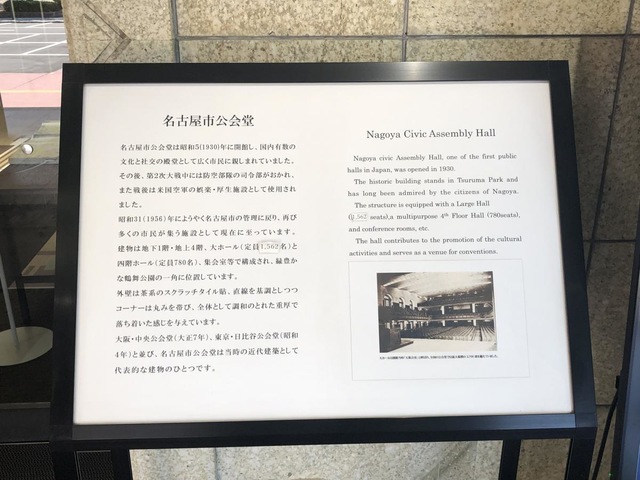 名古屋市公会堂
名古屋市公会堂は昭和5(1930)年に開館し、国内有数の
文化と社交の殿堂として広く市民に親しまれていました。
その後、第2次大戦中には防空部隊の司令部がおかれ、
また戦後は米国空軍の娯楽・厚生施設として使用され
ました。
昭和31(1956)年にようやく名古屋市の管理に戻り、再び
多くの市民が集う施設として現在に至っています。
建物は地下1階・地上4階、大ホール(定員1,562名)と
四階ホール(定員780名)、集会室等で構成され、緑豊か
な鶴舞公園の一角に位置しています。
外壁は茶系のスクラッチタイル貼、直線を基調としつつ
コーナーは丸みを帯び、全体として調和のとれた重厚で
落ち着いた感じを与えています。
大阪・中央公会堂(大正7年)、東京・日比谷公会堂(昭和
4年)と並び、名古屋市公会堂は当時の近代建築として
代表的な建物のひとつです。
Nagoya Civic Assembly Hall
Nagoya civic Assembly Hall, one of the first public
halls in Japan, was opened in 1930.
The historic building stands in Tsuruma Park and
has long been admired by the citizens of Nagoya.
The structure is equipped with a Large Hall
(1,562 seats),a multipurpose 4th Floor Hall (780seats),
and conference rooms, etc.
The hall contributes to the promotion of the cultural
activities and serves as a venue for conventions.